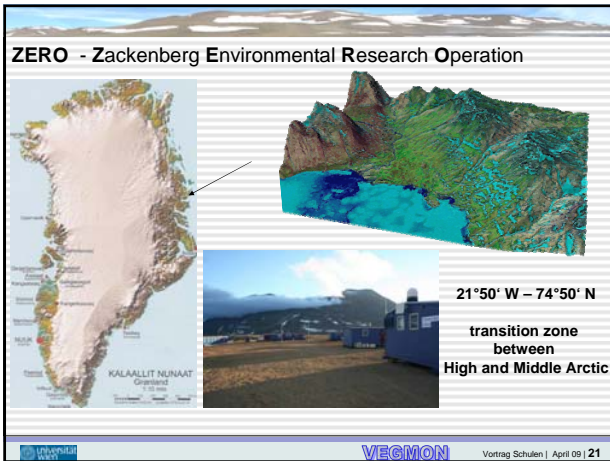 ZERO - Zackenberg Environmental Research Operation
NUUK
KALAALLIT NUNAAT
Grønland
21°50‘ W – 74°50‘ N
transition zone
between
High and Middle Arctic
universität
wien
VEGMON
Vortrag Schulen | April 09 | 21